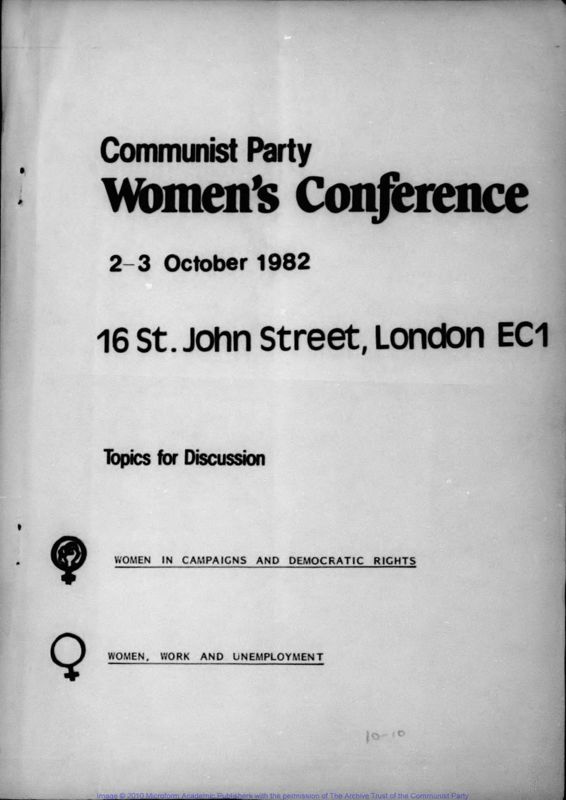 Communist Party
Women's Conference
2-3 October 1982
16 St. John Street, London EC1
Topics for Discussion
WOMEN IN CAMPAIGNS AND DEMOCRATIC RIGHTS
WOMEN, WORK AND UNEMPLOYMENT
10-10
Image © 2010 Microform Academic Publishers with the permission of The Archive Trust of the Communist Party